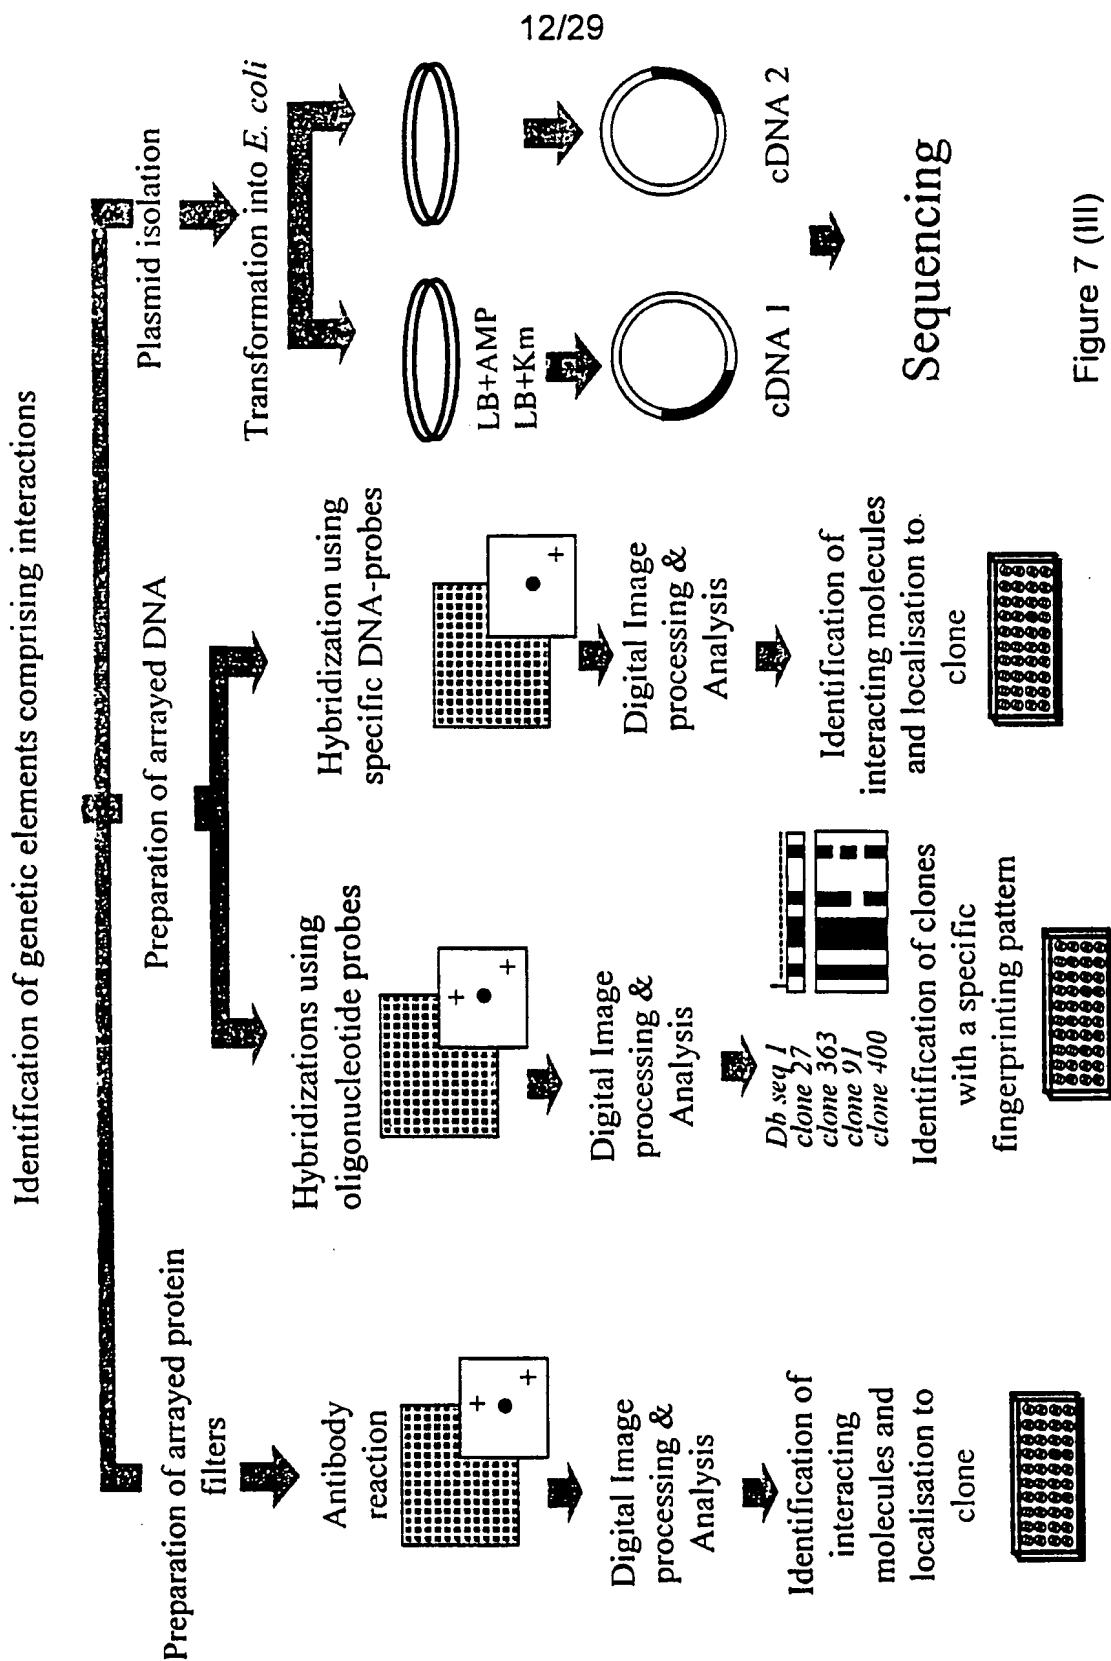 12/29
Identification of genetic elements comprising interactions
Preparation of arrayed protein
filters
Antibody
reaction
Digital Image
processing &
Analysis
Identification of
interacting
molecules and
localisation to
clone
Preparation of arrayed DNA
Hybridizations using
oligonucleotide probes
Digital Image
processing &
Analysis
Db seq 1
clone 27
clone 363
clone 91
clone 400
Identification of clones
with a specific
fingerprinting pattern
Hybridization using
specific DNA-probes
Digital Image
processing &
Analysis
Identification of
interacting molecules
and localisation to
clone
Plasmid isolation
Transformation into E. coli
LB+AMP
LB+Km
cDNA 1
cDNA 2
Sequencing
Figure 7 (III)